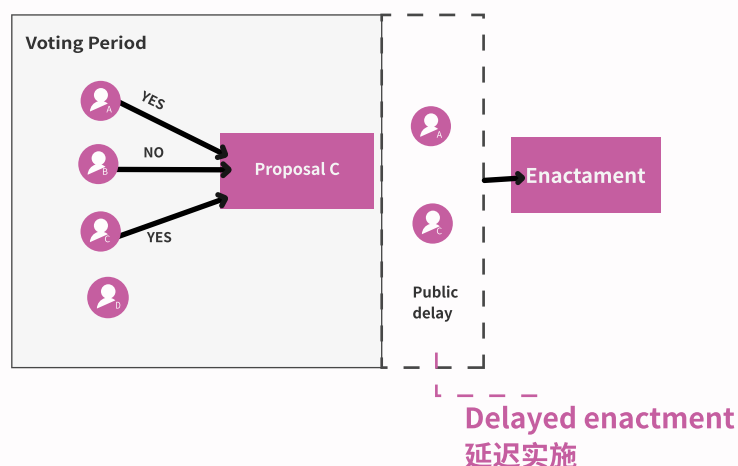 Voting Period
A
YES
B
NO
C
YES
D
Proposal C
A
C
Public
delay
Enactament
Delayed enactment
延迟实施